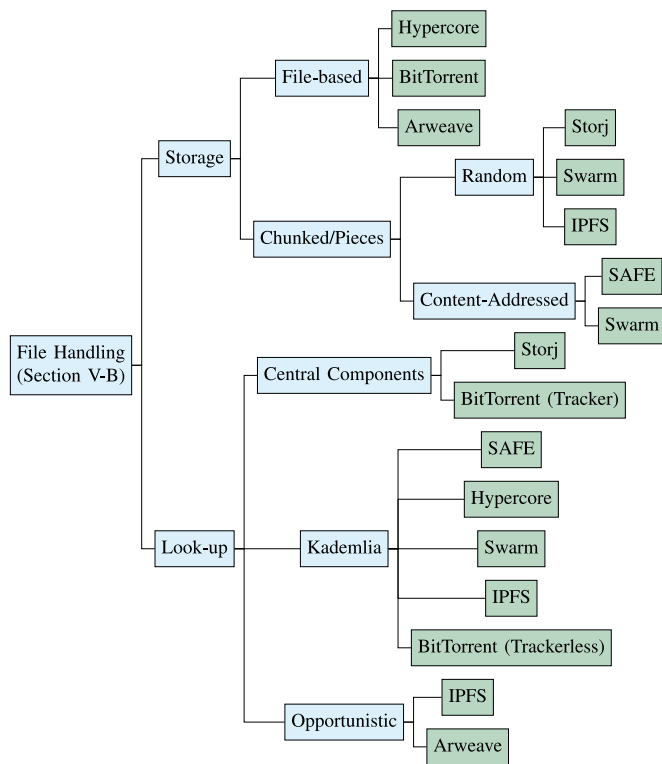 Hypercore
File-based
BitTorrent
Arweave
Storj
Storage
Random
Swarm
IPFS
Chunked/Pieces
SAFE
Content-Addressed
Swarm
File Handling
(Section V-B)
Storj
Central Components
BitTorrent (Tracker)
SAFE
Hypercore
Look-up
Kademlia
Swarm
IPFS
BitTorrent (Trackerless)
IPFS
Opportunistic
Arweave